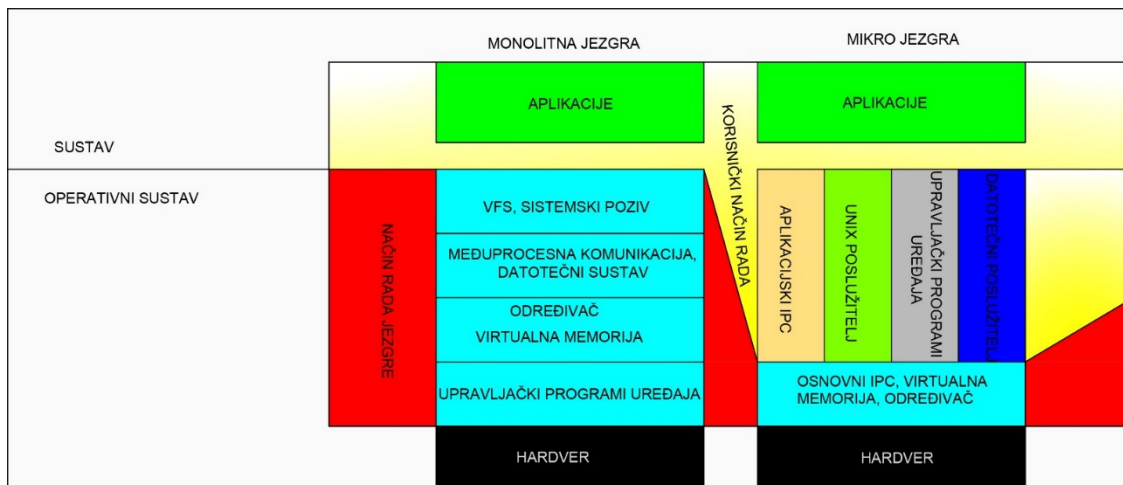 MONOLITNA JEZGRA
MIKRO JEZGRA
APLIKACIJE
APLIKACIJE
SUSTAV
OPERATIVNI SUSTAV
NAČIN RADA JEZGRE
VFS, SISTEMSKI POZIV
MEĐUPROCESNA KOMUNIKACIJA,
DATOTEČNI SUSTAV
ODREĐIVAČ
VIRTUALNA MEMORIJA
UPRAVLJAČKI PROGRAMI UREĐAJA
HARDVER
KORISNIČKI NAČIN RADA
APLIKACIJSKI IPC
UNIX POSLUŽITELJ
UPRAVLJAČKI PROGRAMI
UREĐAJA
DATOTEČNI POSLUŽITELJ
OSNOVNI IPC, VIRTUALNA
MEMORIJA, ODREĐIVAČ
HARDVER